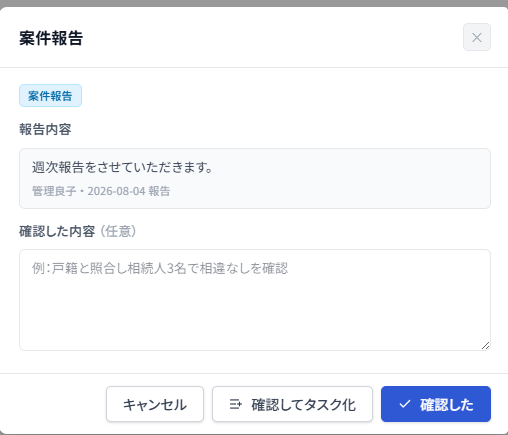 案件報告
案件報告
報告内容
週次報告をさせていただきます。
管理良子・2026-08-04 報告
確認した内容（任意）
例：戸籍と照合し相続人3名で相違なしを確認
キャンセル
確認してタスク化
確認した